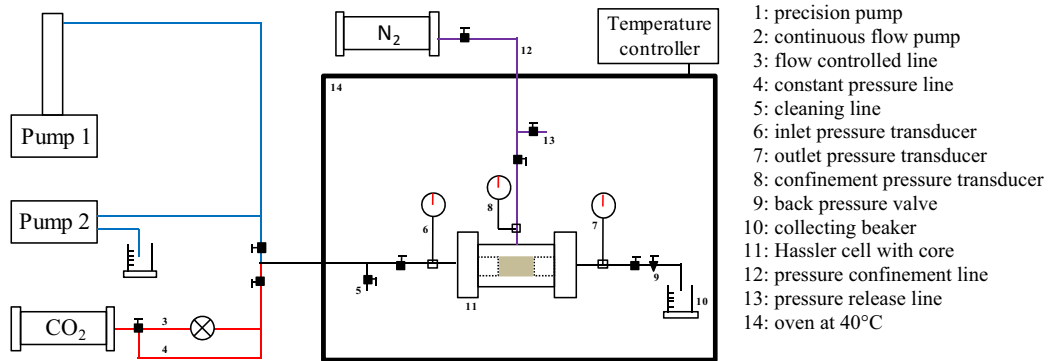 N2
Temperature
controller
12
14
13
Pump 1
8
6
7
Pump 2
5
9
10
11
CO2
3
4
1: precision pump
2: continuous flow pump
3: flow controlled line
4: constant pressure line
5: cleaning line
6: inlet pressure transducer
7: outlet pressure transducer
8: confinement pressure transducer
9: back pressure valve
10: collecting beaker
11: Hassler cell with core
12: pressure confinement line
13: pressure release line
14: oven at 40°C